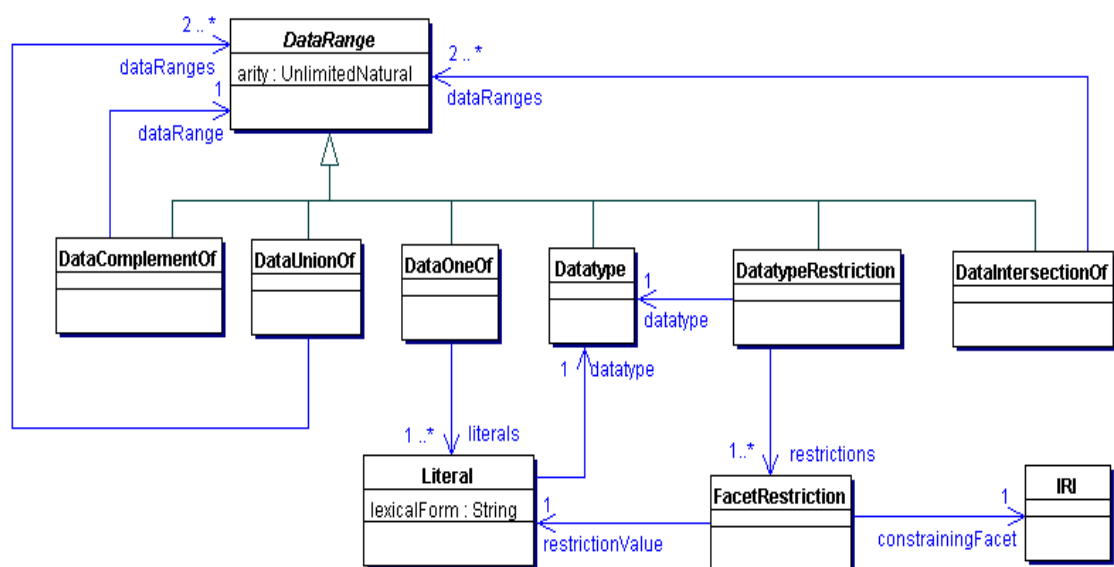 2..*
DataRange
dataRanges
arity : UnlimitedNatural
2..*
dataRanges
1
dataRange
DataComplementOf
DataUnionOf
DataOneOf
Datatype
DatatypeRestriction
DataIntersectionOf
1
datatype
1
datatype
1..*
literals
1..*
restrictions
Literal
lexicalForm : String
FacetRestriction
IRI
1
restrictionValue
1
constrainingFacet